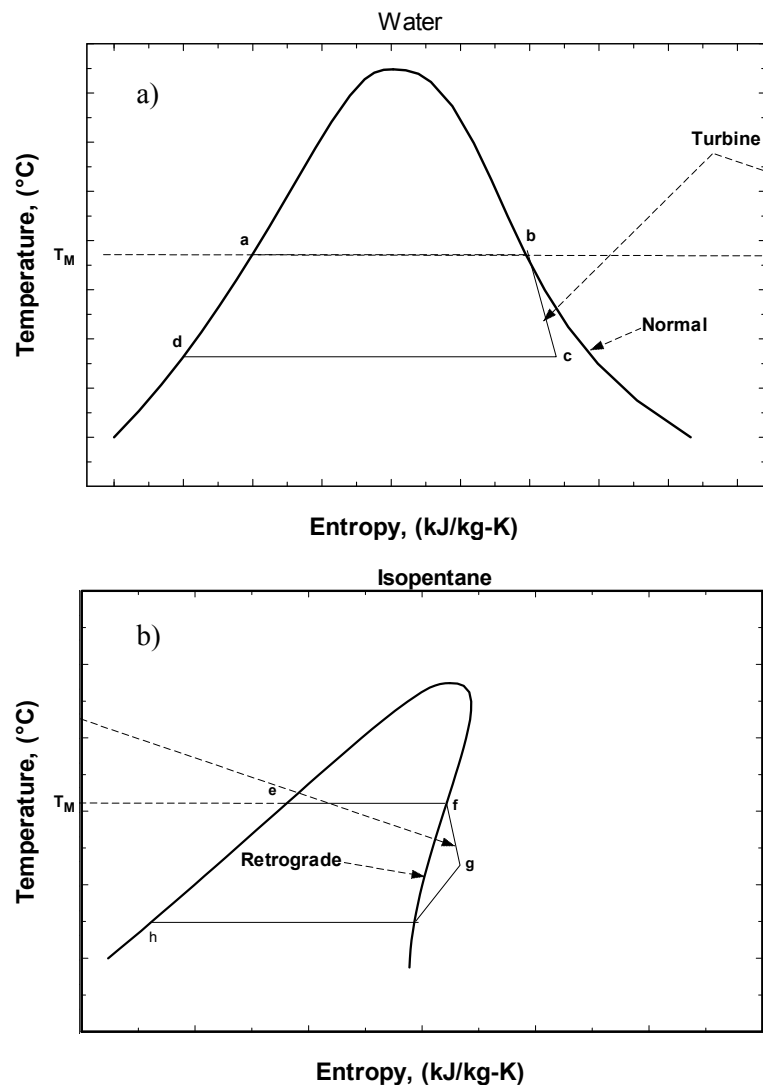 Water
a)
Turbine
a
b
T_M
Normal
d
c
Temperature, (°C)
Entropy, (kJ/kg-K)
Isopentane
b)
e
T_M
f
Retrograde
g
h
Temperature, (°C)
Entropy, (kJ/kg-K)